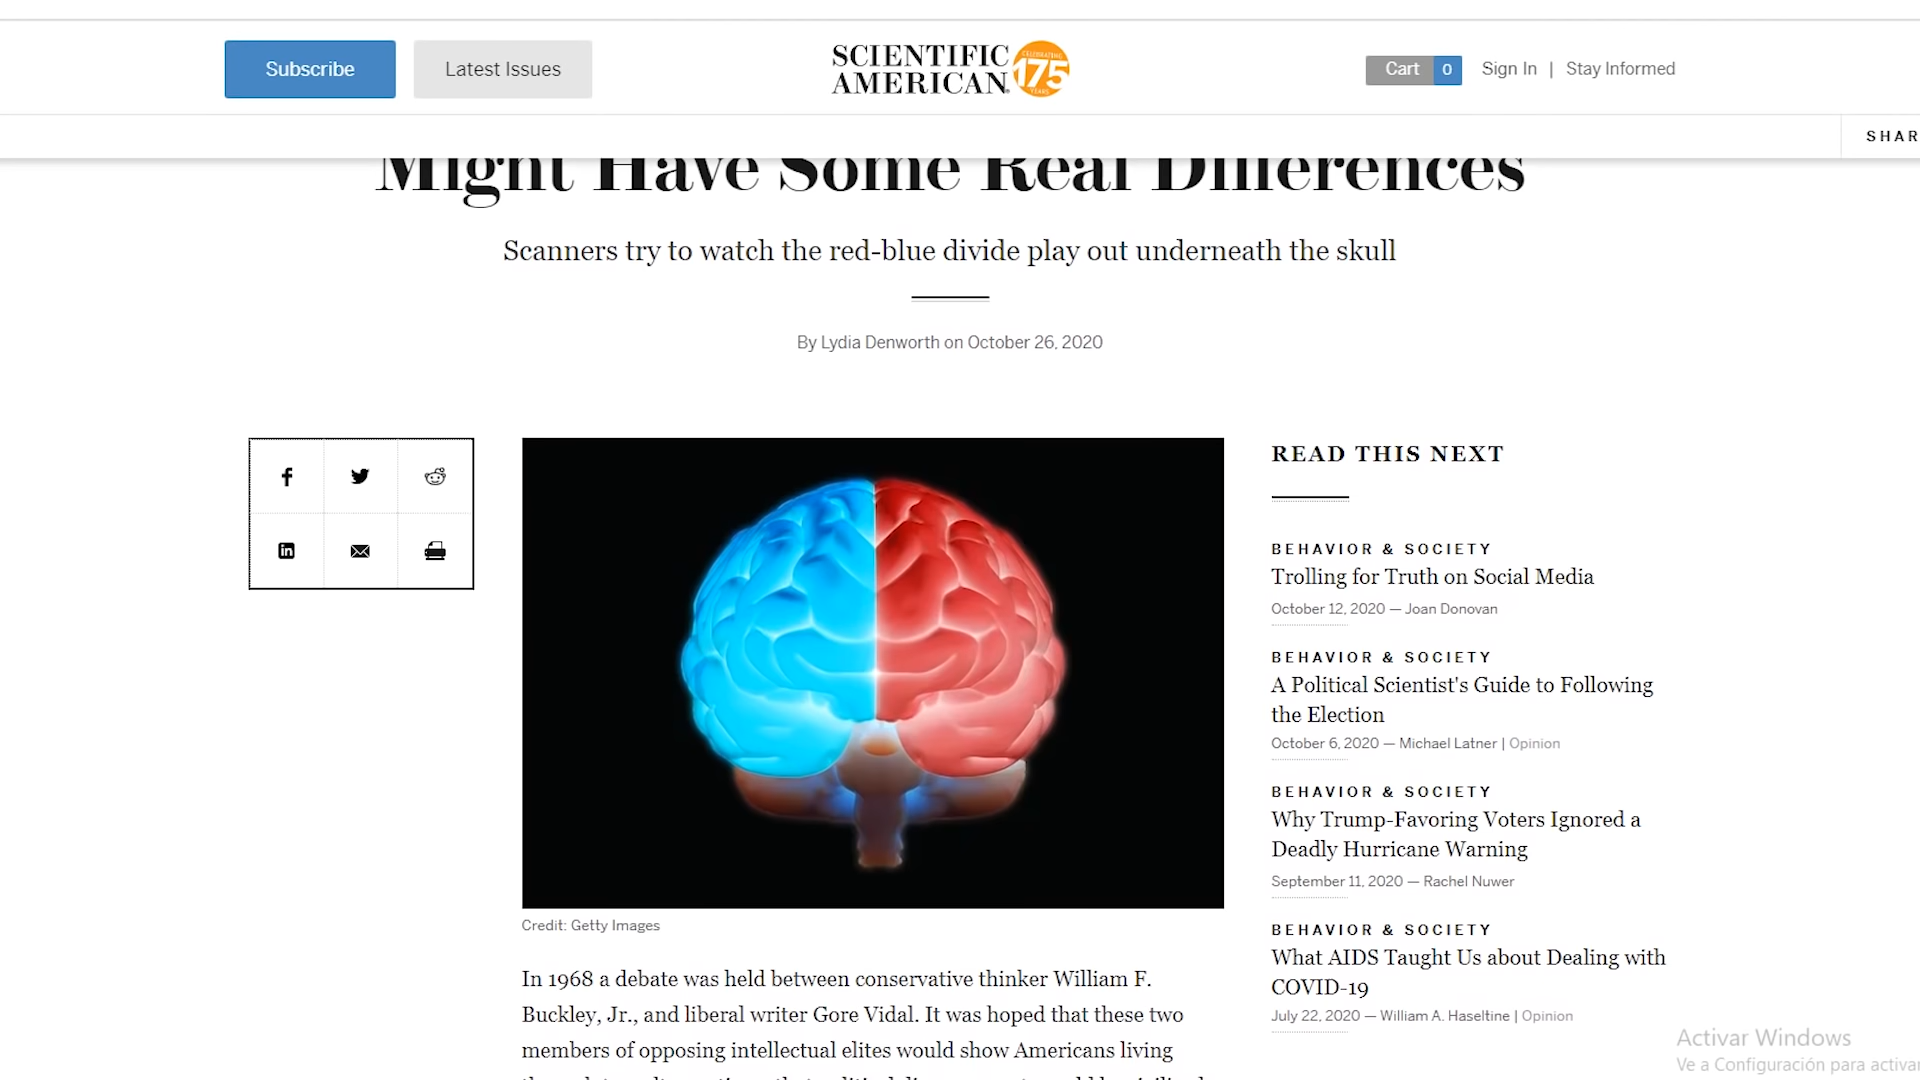 Subscribe
Latest Issues
SCIENTIFIC
AMERICAN
CELEBRATING
175
YEARS
Cart 0
Sign In | Stay Informed
SHAR
Might Have Some Real Differences
Scanners try to watch the red-blue divide play out underneath the skull
By Lydia Denworth on October 26, 2020
Credit: Getty Images
In 1968 a debate was held between conservative thinker William F.
Buckley, Jr., and liberal writer Gore Vidal. It was hoped that these two
members of opposing intellectual elites would show Americans living
READ THIS NEXT
BEHAVIOR & SOCIETY
Trolling for Truth on Social Media
October 12, 2020 — Joan Donovan
BEHAVIOR & SOCIETY
A Political Scientist's Guide to Following
the Election
October 6, 2020 — Michael Latner | Opinion
BEHAVIOR & SOCIETY
Why Trump-Favoring Voters Ignored a
Deadly Hurricane Warning
September 11, 2020 — Rachel Nuwer
BEHAVIOR & SOCIETY
What AIDS Taught Us about Dealing with
COVID-19
July 22, 2020 — William A. Haseltine | Opinion
Activar Windows
Ve a Configuración para activar